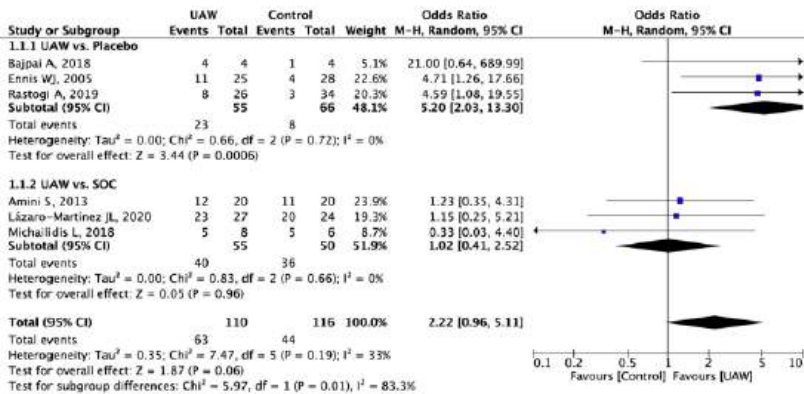 UAW Control Odds Ratio Odds Ratio
Study or Subgroup Events Total Events Total Weight M-H, Random, 95% CI M-H, Random, 95% CI
1.1.1 UAW vs. Placebo
Bajpai A, 2018 4 4 1 4 5.1% 21.00 [0.64, 689.99]
Ennis WJ, 2005 11 25 4 28 22.6% 4.71 [1.26, 17.66]
Rastogi A, 2019 8 26 3 34 20.3% 4.59 [1.08, 19.55]
Subtotal (95% CI) 55 66 48.1% 5.20 [2.03, 13.30]
Total events 23 8
Heterogeneity: Tau² = 0.00; Chi² = 0.66, df = 2 (P = 0.72); I² = 0%
Test for overall effect: Z = 3.44 (P = 0.0006)
1.1.2 UAW vs. SOC
Amini S, 2013 12 20 11 20 23.9% 1.23 [0.35, 4.31]
Lázaro-Martínez JL, 2020 23 27 20 24 19.3% 1.15 [0.25, 5.21]
Michailidis L, 2018 5 8 5 6 8.7% 0.33 [0.03, 4.40]
Subtotal (95% CI) 55 50 51.9% 1.02 [0.41, 2.52]
Total events 40 36
Heterogeneity: Tau² = 0.00; Chi² = 0.83, df = 2 (P = 0.66); I² = 0%
Test for overall effect: Z = 0.05 (P = 0.96)
Total (95% CI) 110 116 100.0% 2.22 [0.96, 5.11]
Total events 63 44
Heterogeneity: Tau² = 0.35; Chi² = 7.47, df = 5 (P = 0.19); I² = 33%
Test for overall effect: Z = 1.87 (P = 0.06)
Test for subgroup differences: Chi² = 5.97, df = 1 (P = 0.01), I² = 83.3%
0.1 0.2 0.5 1 2 5 10
Favours [Control] Favours [UAW]